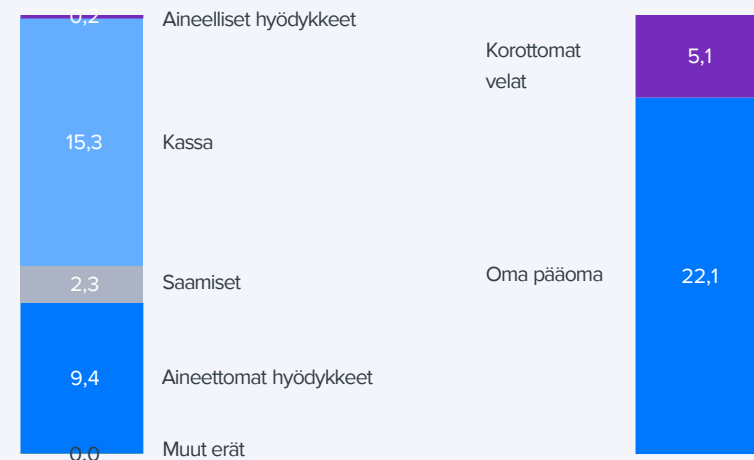 0,2 Aineelliset hyödykkeet
15,3 Kassa
2,3 Saamiset
9,4 Aineettomat hyödykkeet
0,0 Muut erät
Korottomat
velat
5,1
Oma pääoma 22,1